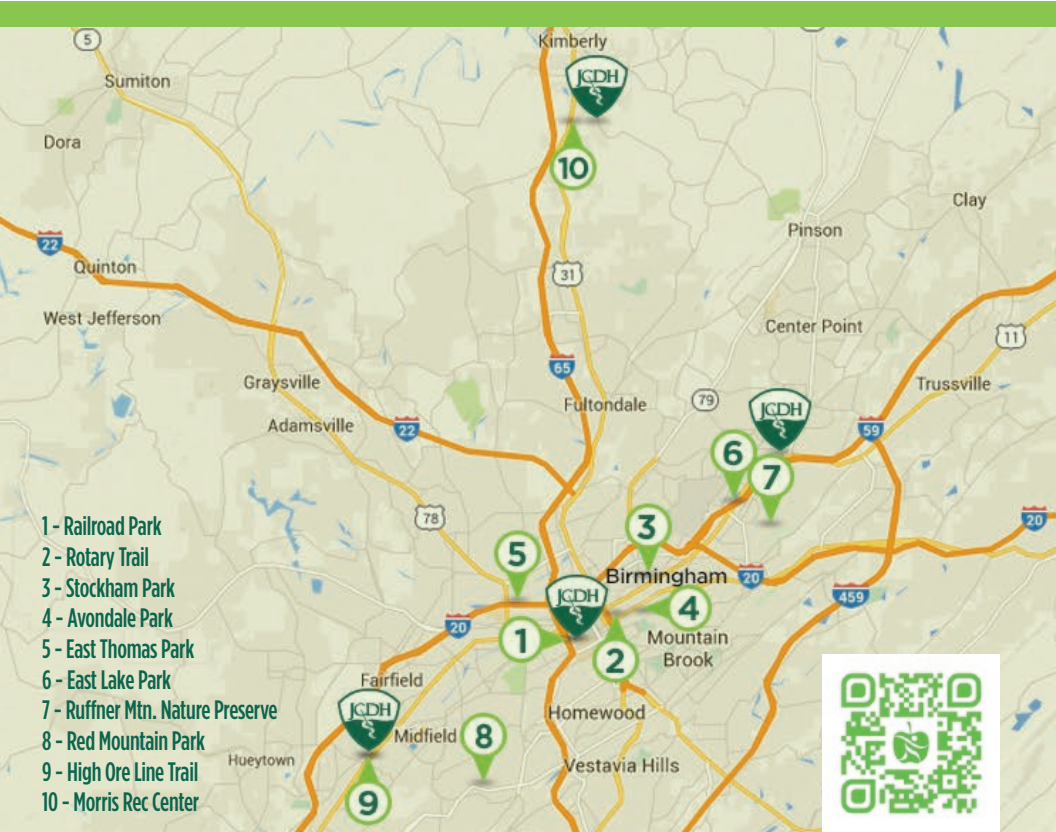 5
Kimberly
Sumiton
JCDH
Dora
10
Clay
Pinson
22
Quinton
31
West Jefferson
Center Point
11
65
Graysville
Trussville
79
Fultondale
JCDH
Adamsville
22
59
6
7
78
20
1 - Railroad Park
2 - Rotary Trail
3 - Stockham Park
4 - Avondale Park
5 - East Thomas Park
6 - East Lake Park
7 - Ruffner Mtn. Nature Preserve
8 - Red Mountain Park
9 - High Ore Line Trail
10 - Morris Rec Center
3
5
Birmingham
20
JCDH
459
4
20
1
Mountain
Brook
2
Fairfield
JCDH
Homewood
Midfield
8
Hueytown
Vestavia Hills
9